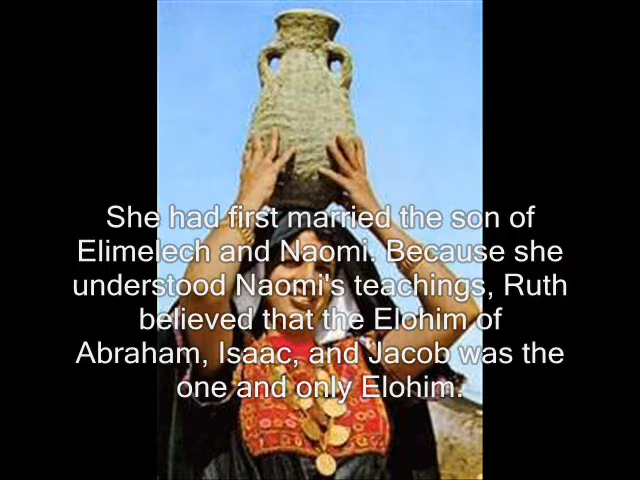 She had first married the son of
Elimelech and Naomi. Because she
understood Naomi's teachings, Ruth
believed that the Elohim of
Abraham, Isaac, and Jacob was the
one and only Elohim.